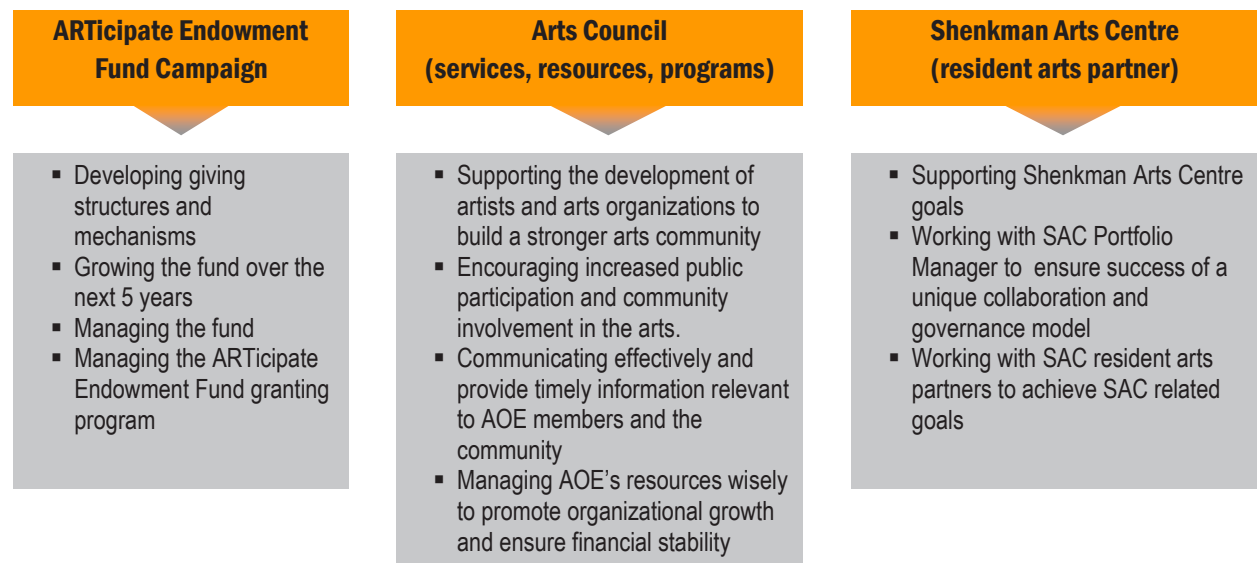 ARTicipate Endowment
Fund Campaign
▪ Developing giving
structures and
mechanisms
▪ Growing the fund over the
next 5 years
▪ Managing the fund
▪ Managing the ARTicipate
Endowment Fund granting
program
Arts Council
(services, resources, programs)
▪ Supporting the development of
artists and arts organizations to
build a stronger arts community
▪ Encouraging increased public
participation and community
involvement in the arts.
▪ Communicating effectively and
provide timely information relevant
to AOE members and the
community
▪ Managing AOE’s resources wisely
to promote organizational growth
and ensure financial stability
Shenkman Arts Centre
(resident arts partner)
▪ Supporting Shenkman Arts Centre
goals
▪ Working with SAC Portfolio
Manager to ensure success of a
unique collaboration and
governance model
▪ Working with SAC resident arts
partners to achieve SAC related
goals